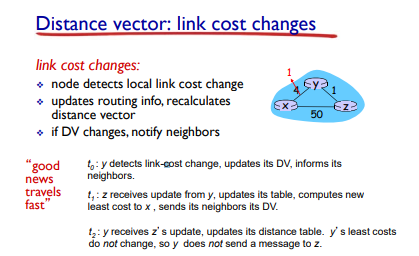 Distance vector: link cost changes
link cost changes:
❖ node detects local link cost change
❖ updates routing info, recalculates
distance vector
❖ if DV changes, notify neighbors
1
4
y
1
x
z
50
"good
news
travels
fast"
t0 : y detects link-cost change, updates its DV, informs its
neighbors.
t1 : z receives update from y, updates its table, computes new
least cost to x , sends its neighbors its DV.
t2 : y receives z's update, updates its distance table. y's least costs
do not change, so y does not send a message to z.